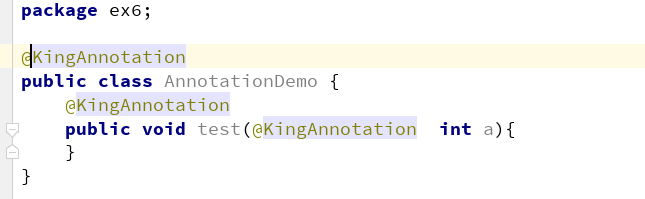 package ex6;
@KingAnnotation
public class AnnotationDemo {
@KingAnnotation
public void test(@KingAnnotation  int a){
}
}